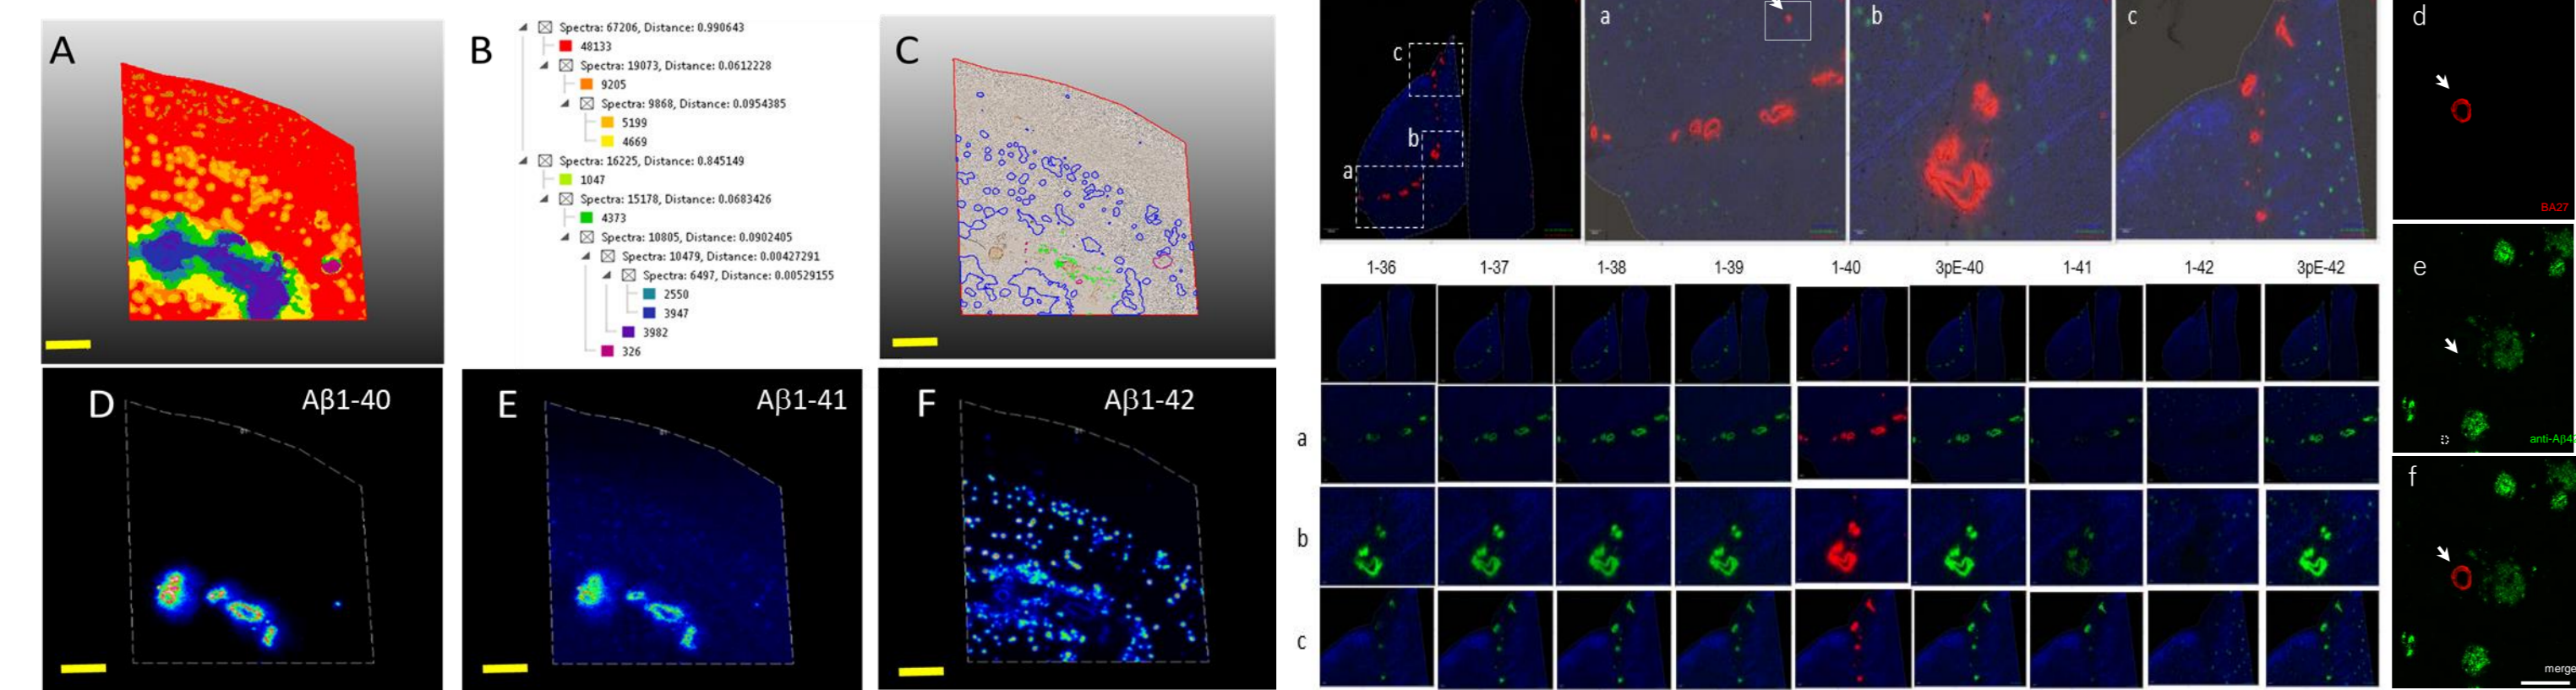 A
B
Spectra: 67206, Distance: 0.990643
48133
Spectra: 19073, Distance: 0.0612228
9205
Spectra: 9868, Distance: 0.0954385
5199
4669
Spectra: 16225, Distance: 0.845149
1047
Spectra: 15178, Distance: 0.0683426
4373
Spectra: 10805, Distance: 0.0902405
Spectra: 10479, Distance: 0.00427291
Spectra: 6497, Distance: 0.00529155
2550
3947
3982
326
C
D
Aβ1-40
E
Aβ1-41
F
Aβ1-42
c
b
a
a
b
c
1-36 1-37 1-38 1-39 1-40 3pE-40 1-41 1-42 3pE-42
a
b
c
d
BA27
e
anti-Aβ4
f
merge